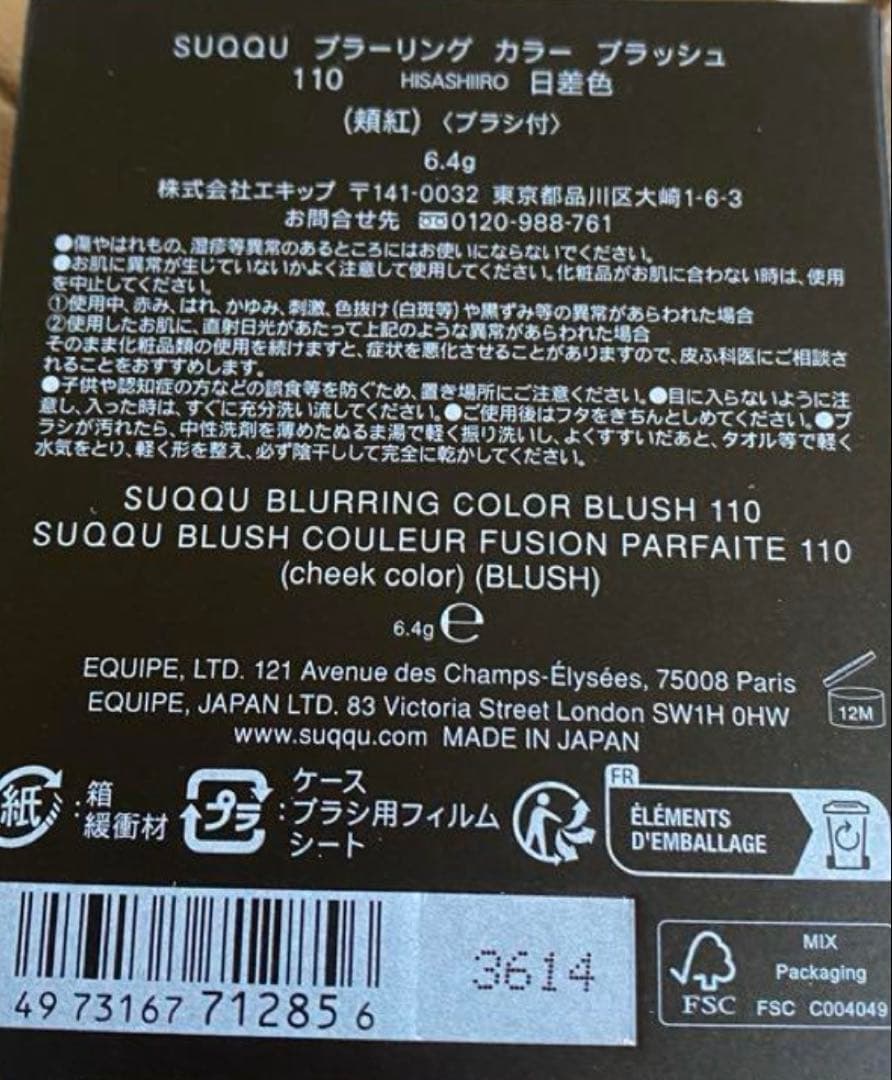 SUQQU ブラーリング カラー ブラッシュ
110 HISASHIIRO 日差色
(頬紅)〈ブラシ付〉
6.4g
株式会社エキップ 〒141-0032 東京都品川区大崎1-6-3
お問合せ先 0120-988-761
●傷やはれもの、湿疹等異常のあるところにはお使いにならないでください。
●お肌に異常が生じていないかよく注意して使用してください。化粧品がお肌に合わない時は、使用
を中止してください。
①使用中、赤み、はれ、かゆみ、刺激、色抜け(白斑等)や黒ずみ等の異常があらわれた場合
②使用したお肌に、直射日光があたって上記のような異常があらわれた場合
そのまま化粧品類の使用を続けますと、症状を悪化させることがありますので、皮ふ科医にご相談さ
れることをおすすめします。
●子供や認知症の方などの誤食等を防ぐため、置き場所にご注意ください。●目に入らないように注
意し、入った時は、すぐに充分洗い流してください。●ご使用後はフタをきちんとしめてください。●ブ
ラシが汚れたら、中性洗剤を薄めたぬるま湯で軽く振り洗いし、よくすすいだあと、タオル等で軽く
水気をとり、軽く形を整え、必ず陰干しして完全に乾かしてください。
SUQQU BLURRING COLOR BLUSH 110
SUQQU BLUSH COULEUR FUSION PARFAITE 110
(cheek color) (BLUSH)
6.4g ℮
EQUIPE, LTD. 121 Avenue des Champs-Élysées, 75008 Paris
EQUIPE, JAPAN LTD. 83 Victoria Street London SW1H 0HW
12M
www.suqqu.com MADE IN JAPAN
紙:箱
緩衝材
プラ:ケース
ブラシ用フィルム
シート
FR
ÉLÉMENTS
D'EMBALLAGE
49 73167 71285 6
3614
MIX
Packaging
FSC FSC C004049